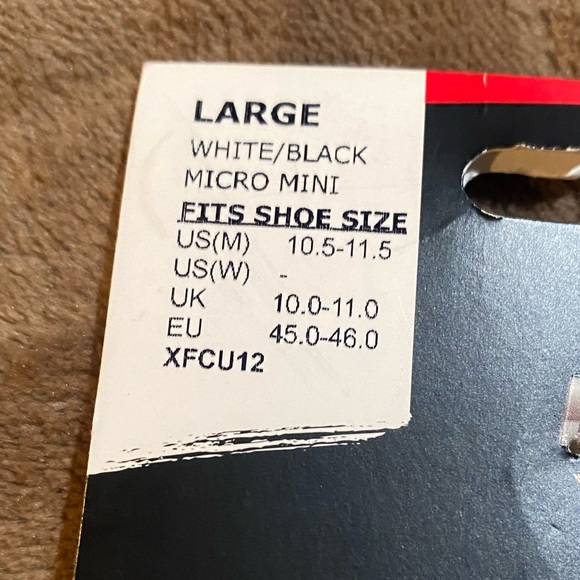 LARGE
WHITE/BLACK
MICRO MINI
FITS SHOE SIZE
US(M) 10.5-11.5
US(W) -
UK 10.0-11.0
EU 45.0-46.0
XFCU12